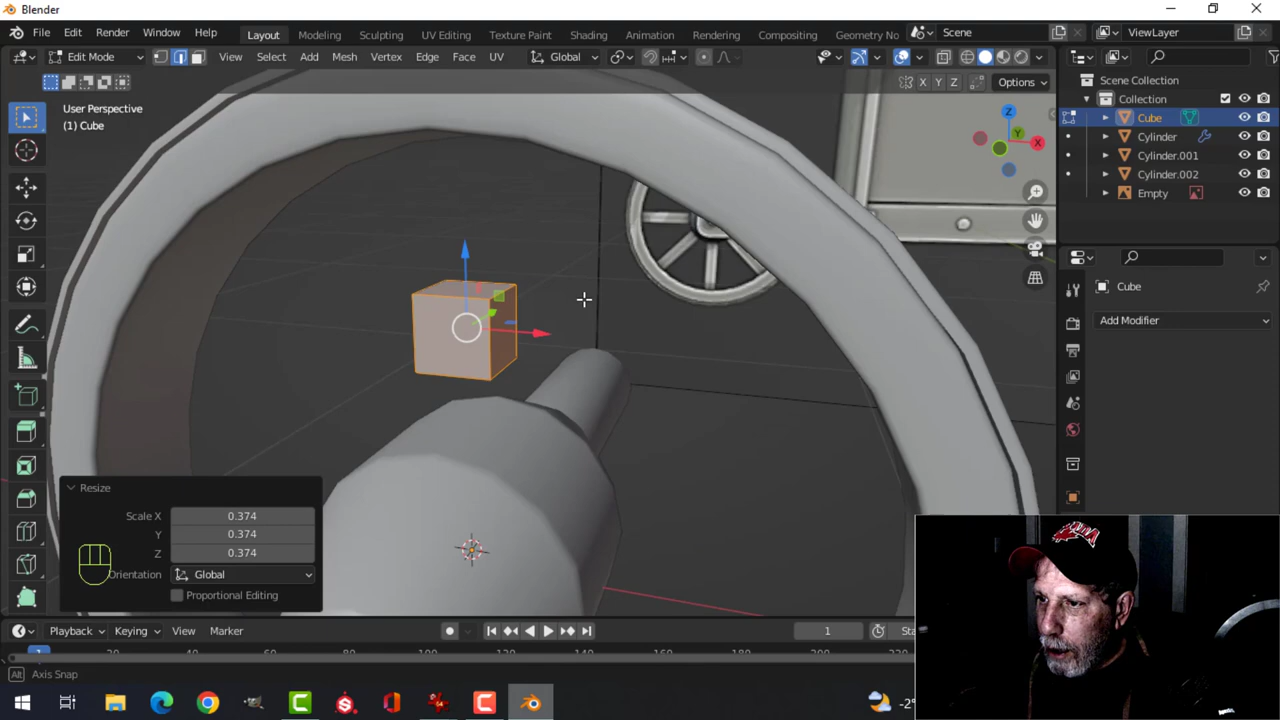 Blender
File Edit Render Window Help
Layout Modeling Sculpting UV Editing Texture Paint Shading Animation Rendering Compositing Geometry No
Scene
ViewLayer
Edit Mode
View Select Add Mesh Vertex Edge Face UV
Global
X Y Z
Options
User Perspective
(1) Cube
Z
Y
X
Scene Collection
Collection
Cube
Cylinder
Cylinder.001
Cylinder.002
Empty
Cube
Add Modifier
Resize
Scale X 0.374
Y 0.374
Z 0.374
Orientation Global
Proportional Editing
Playback Keying View Marker
1
Alt Axis Snap
-2°